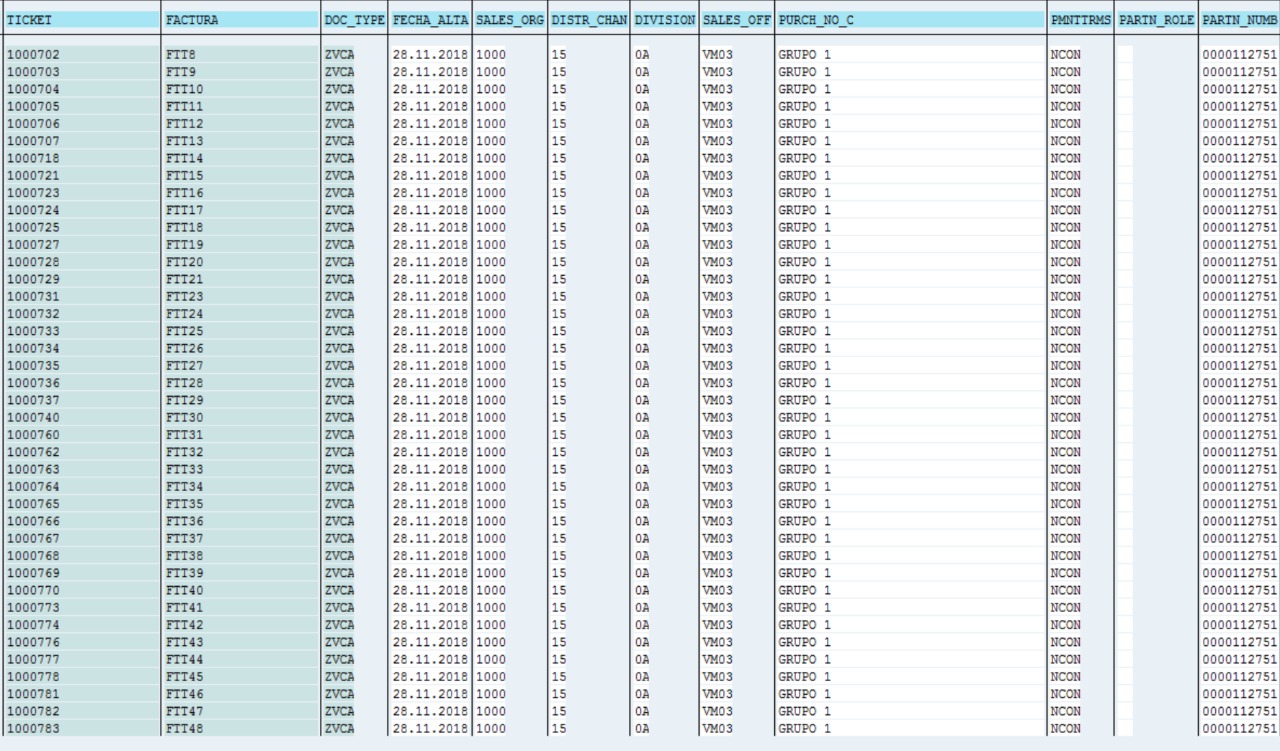 TICKET FACTURA DOC_TYPE FECHA_ALTA SALES_ORG DISTR_CHAN DIVISION SALES_OFF PURCH_NO_C PMNTTRMS PARTN_ROLE PARTN_NUMB
1000702 FTT8 ZVCA 28.11.2018 1000 15 0A VM03 GRUPO 1 NCON 0000112751
1000703 FTT9 ZVCA 28.11.2018 1000 15 0A VM03 GRUPO 1 NCON 0000112751
1000704 FTT10 ZVCA 28.11.2018 1000 15 0A VM03 GRUPO 1 NCON 0000112751
1000705 FTT11 ZVCA 28.11.2018 1000 15 0A VM03 GRUPO 1 NCON 0000112751
1000706 FTT12 ZVCA 28.11.2018 1000 15 0A VM03 GRUPO 1 NCON 0000112751
1000707 FTT13 ZVCA 28.11.2018 1000 15 0A VM03 GRUPO 1 NCON 0000112751
1000718 FTT14 ZVCA 28.11.2018 1000 15 0A VM03 GRUPO 1 NCON 0000112751
1000721 FTT15 ZVCA 28.11.2018 1000 15 0A VM03 GRUPO 1 NCON 0000112751
1000723 FTT16 ZVCA 28.11.2018 1000 15 0A VM03 GRUPO 1 NCON 0000112751
1000724 FTT17 ZVCA 28.11.2018 1000 15 0A VM03 GRUPO 1 NCON 0000112751
1000725 FTT18 ZVCA 28.11.2018 1000 15 0A VM03 GRUPO 1 NCON 0000112751
1000727 FTT19 ZVCA 28.11.2018 1000 15 0A VM03 GRUPO 1 NCON 0000112751
1000728 FTT20 ZVCA 28.11.2018 1000 15 0A VM03 GRUPO 1 NCON 0000112751
1000729 FTT21 ZVCA 28.11.2018 1000 15 0A VM03 GRUPO 1 NCON 0000112751
1000731 FTT23 ZVCA 28.11.2018 1000 15 0A VM03 GRUPO 1 NCON 0000112751
1000732 FTT24 ZVCA 28.11.2018 1000 15 0A VM03 GRUPO 1 NCON 0000112751
1000733 FTT25 ZVCA 28.11.2018 1000 15 0A VM03 GRUPO 1 NCON 0000112751
1000734 FTT26 ZVCA 28.11.2018 1000 15 0A VM03 GRUPO 1 NCON 0000112751
1000735 FTT27 ZVCA 28.11.2018 1000 15 0A VM03 GRUPO 1 NCON 0000112751
1000736 FTT28 ZVCA 28.11.2018 1000 15 0A VM03 GRUPO 1 NCON 0000112751
1000737 FTT29 ZVCA 28.11.2018 1000 15 0A VM03 GRUPO 1 NCON 0000112751
1000740 FTT30 ZVCA 28.11.2018 1000 15 0A VM03 GRUPO 1 NCON 0000112751
1000760 FTT31 ZVCA 28.11.2018 1000 15 0A VM03 GRUPO 1 NCON 0000112751
1000762 FTT32 ZVCA 28.11.2018 1000 15 0A VM03 GRUPO 1 NCON 0000112751
1000763 FTT33 ZVCA 28.11.2018 1000 15 0A VM03 GRUPO 1 NCON 0000112751
1000764 FTT34 ZVCA 28.11.2018 1000 15 0A VM03 GRUPO 1 NCON 0000112751
1000765 FTT35 ZVCA 28.11.2018 1000 15 0A VM03 GRUPO 1 NCON 0000112751
1000766 FTT36 ZVCA 28.11.2018 1000 15 0A VM03 GRUPO 1 NCON 0000112751
1000767 FTT37 ZVCA 28.11.2018 1000 15 0A VM03 GRUPO 1 NCON 0000112751
1000768 FTT38 ZVCA 28.11.2018 1000 15 0A VM03 GRUPO 1 NCON 0000112751
1000769 FTT39 ZVCA 28.11.2018 1000 15 0A VM03 GRUPO 1 NCON 0000112751
1000770 FTT40 ZVCA 28.11.2018 1000 15 0A VM03 GRUPO 1 NCON 0000112751
1000773 FTT41 ZVCA 28.11.2018 1000 15 0A VM03 GRUPO 1 NCON 0000112751
1000774 FTT42 ZVCA 28.11.2018 1000 15 0A VM03 GRUPO 1 NCON 0000112751
1000776 FTT43 ZVCA 28.11.2018 1000 15 0A VM03 GRUPO 1 NCON 0000112751
1000777 FTT44 ZVCA 28.11.2018 1000 15 0A VM03 GRUPO 1 NCON 0000112751
1000778 FTT45 ZVCA 28.11.2018 1000 15 0A VM03 GRUPO 1 NCON 0000112751
1000781 FTT46 ZVCA 28.11.2018 1000 15 0A VM03 GRUPO 1 NCON 0000112751
1000782 FTT47 ZVCA 28.11.2018 1000 15 0A VM03 GRUPO 1 NCON 0000112751
1000783 FTT48 ZVCA 28.11.2018 1000 15 0A VM03 GRUPO 1 NCON 0000112751